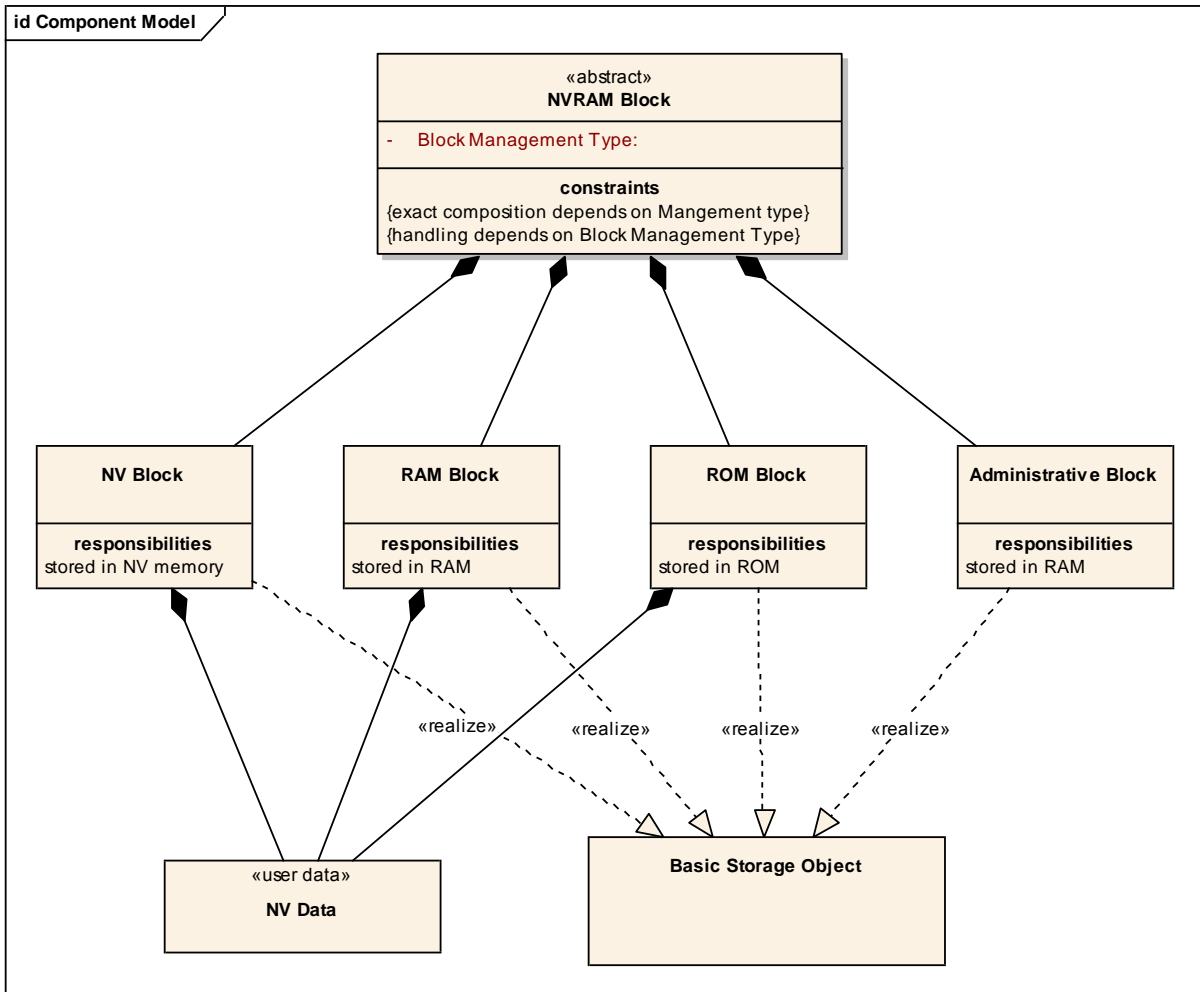 id Component Model
«abstract»
NVRAM Block
- Block Management Type:
constraints
{exact composition depends on Mangement type}
{handling depends on Block Management Type}
NV Block
responsibilities
stored in NV memory
RAM Block
responsibilities
stored in RAM
ROM Block
responsibilities
stored in ROM
Administrative Block
responsibilities
stored in RAM
«realize»
«realize»
«realize»
«realize»
«user data»
NV Data
Basic Storage Object